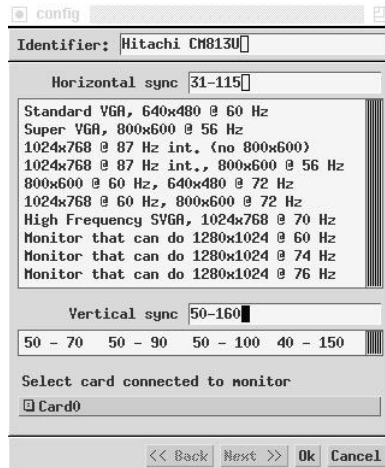 config
Identifier: Hitachi CM813U
Horizontal sync 31-115
Standard VGA, 640x480 @ 60 Hz
Super VGA, 800x600 @ 56 Hz
1024x768 @ 87 Hz int. (no 800x600)
1024x768 @ 87 Hz int., 800x600 @ 56 Hz
800x600 @ 60 Hz, 640x480 @ 72 Hz
1024x768 @ 60 Hz, 800x600 @ 72 Hz
High Frequency SVGA, 1024x768 @ 70 Hz
Monitor that can do 1280x1024 @ 60 Hz
Monitor that can do 1280x1024 @ 74 Hz
Monitor that can do 1280x1024 @ 76 Hz
Vertical sync 50-160
50 - 70 50 - 90 50 - 100 40 - 150
Select card connected to monitor
Card0
<< Back Next >> Ok Cancel